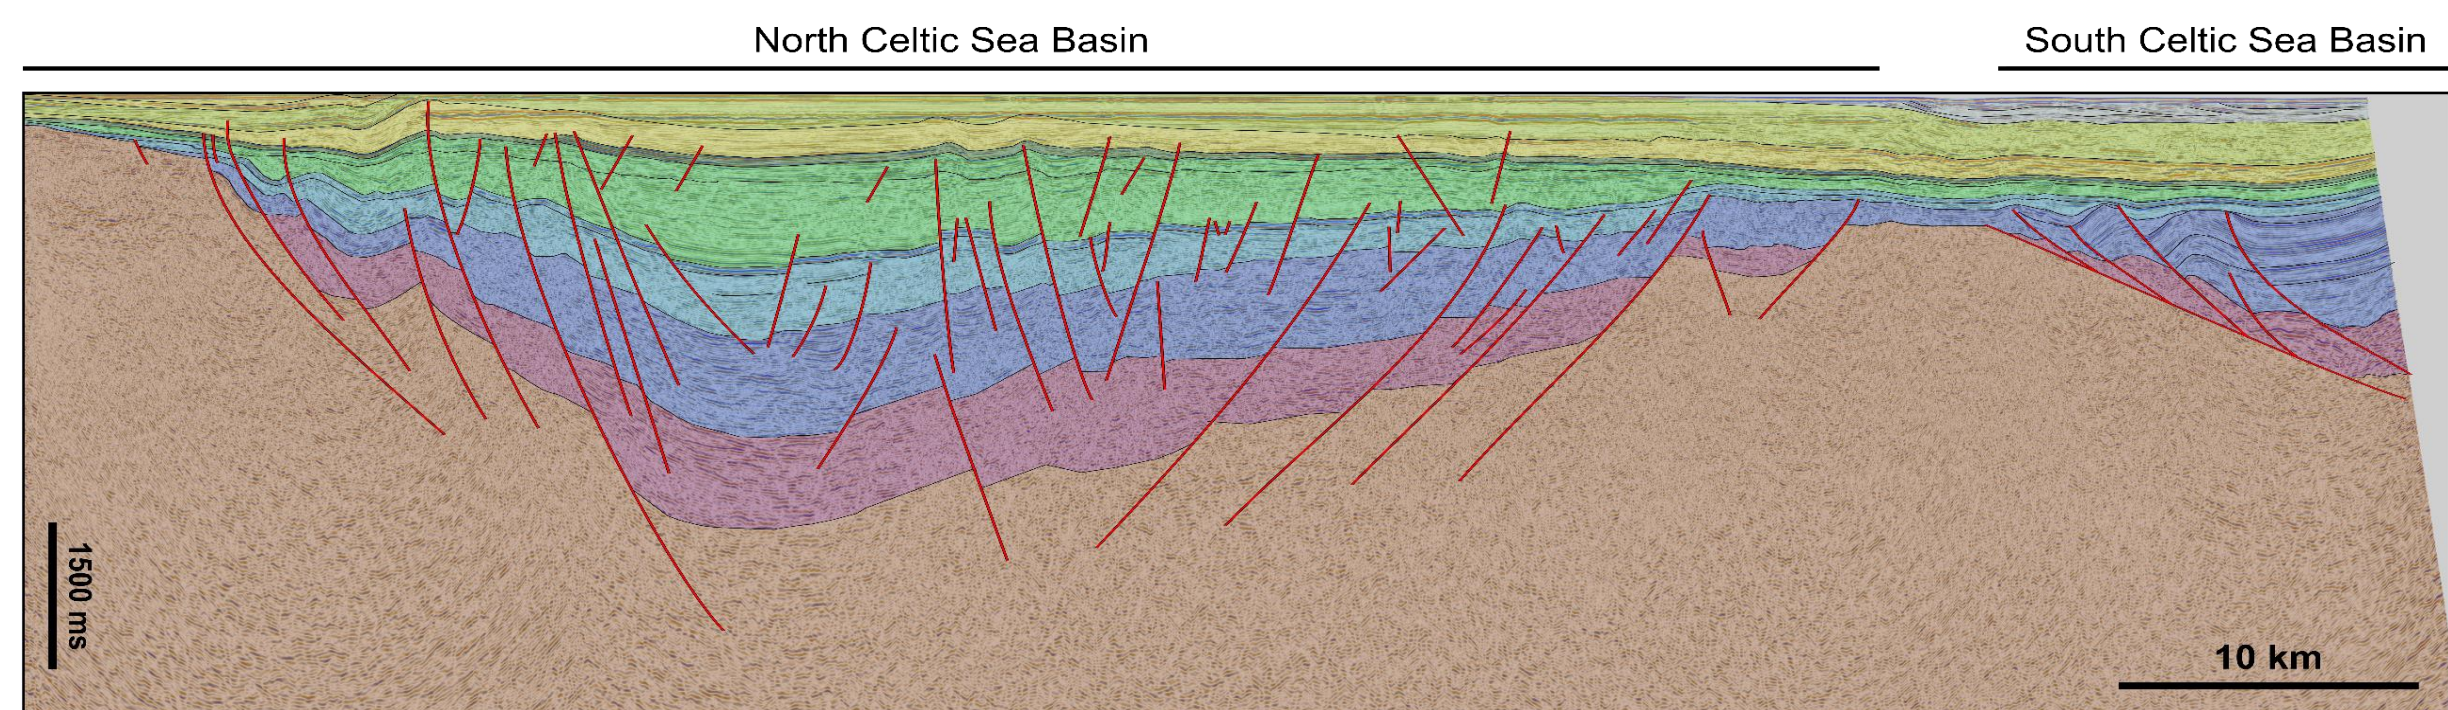 North Celtic Sea Basin
South Celtic Sea Basin
1500 ms
10 km